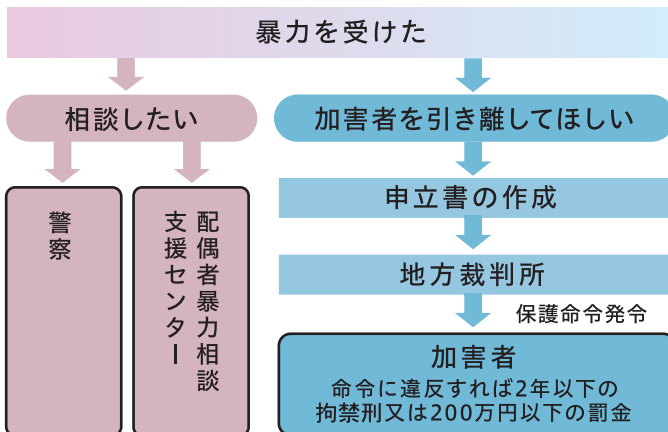 暴力を受けた
相談したい
加害者を引き離してほしい
警察
配偶者暴力相談
支援センター
申立書の作成
地方裁判所
保護命令発令
加害者
命令に違反すれば2年以下の
拘禁刑又は200万円以下の罰金